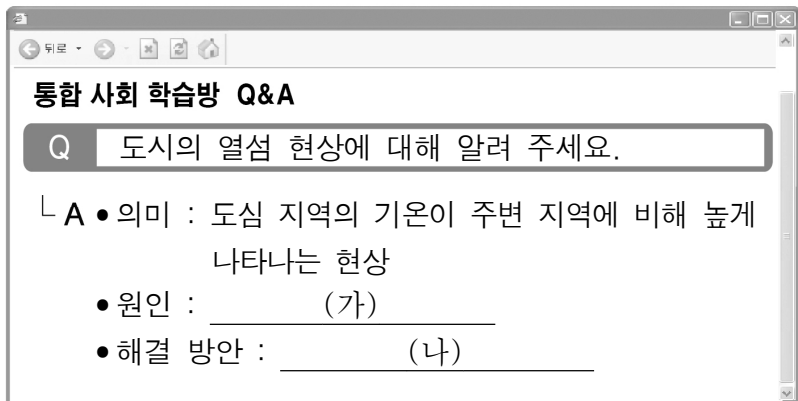 뒤로
통합 사회 학습방 Q&A
Q 도시의 열섬 현상에 대해 알려 주세요.
A ● 의미 : 도심 지역의 기온이 주변 지역에 비해 높게
나타나는 현상
● 원인 : (가)
● 해결 방안 : (나)